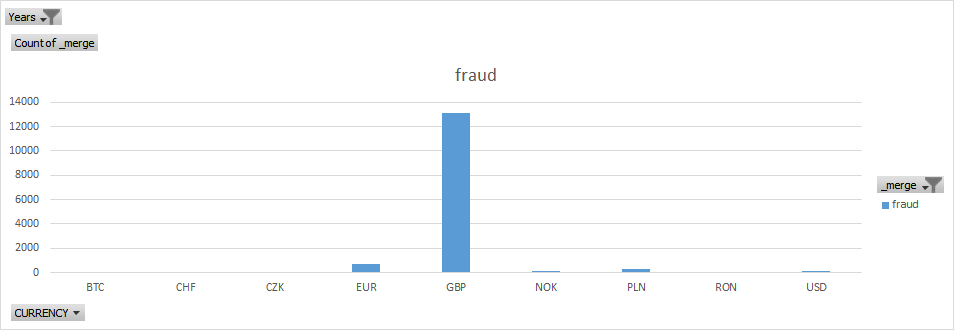 Years
Count of _merge
fraud
14000
12000
10000
8000
6000
4000
2000
0
BTC CHF CZK EUR GBP NOK PLN RON USD
_merge
fraud
CURRENCY